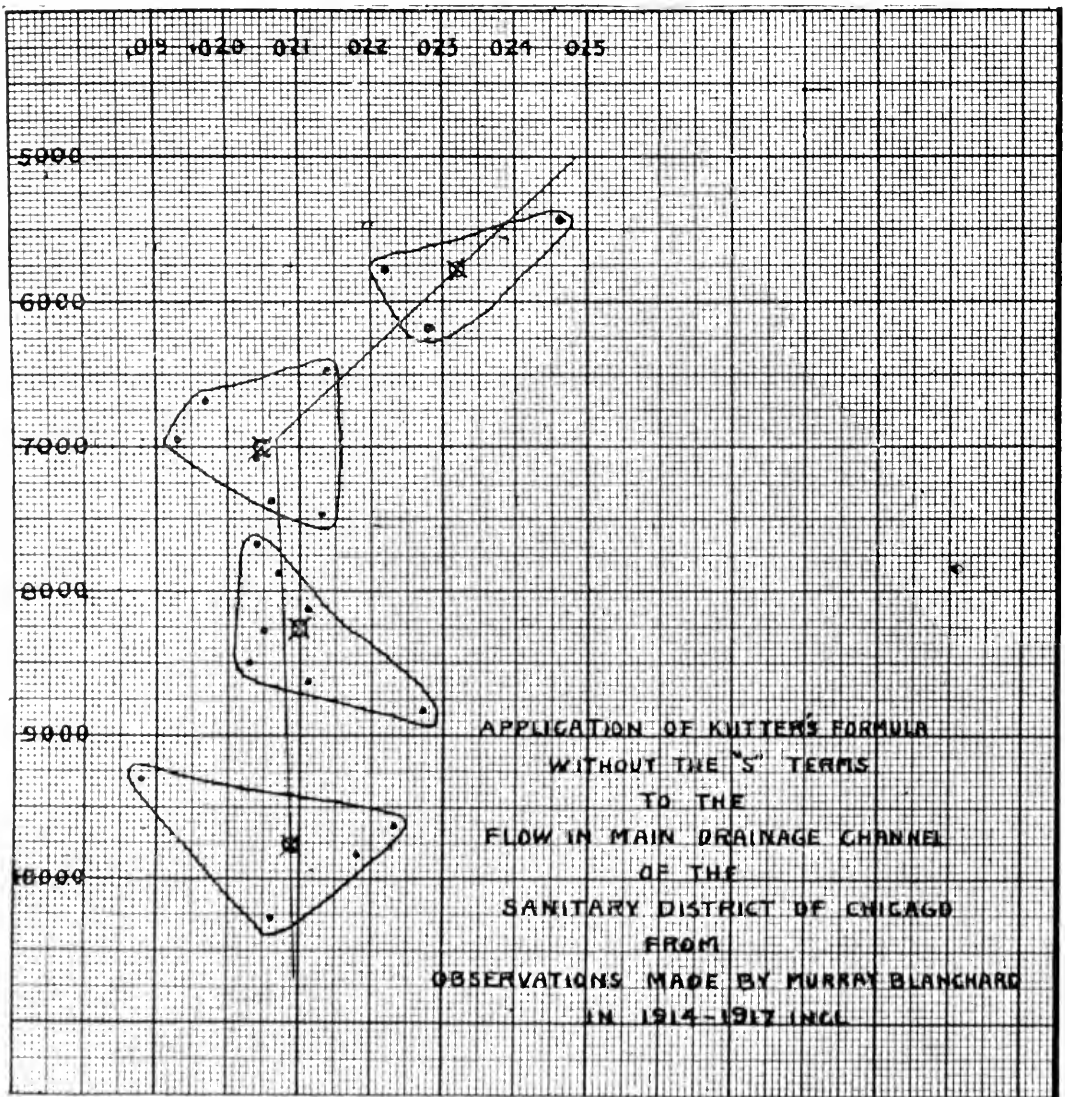 .019 .020 021 022 023 024 025
5000
6000
7000
8000
9000
10000
APPLICATION OF KUTTER'S FORMULA
WITHOUT THE "S" TERMS
TO THE
FLOW IN MAIN DRAINAGE CHANNEL
OF THE
SANITARY DISTRICT OF CHICAGO
FROM
OBSERVATIONS MADE BY MURRAY BLANCHARD
IN 1914-1917 INCL